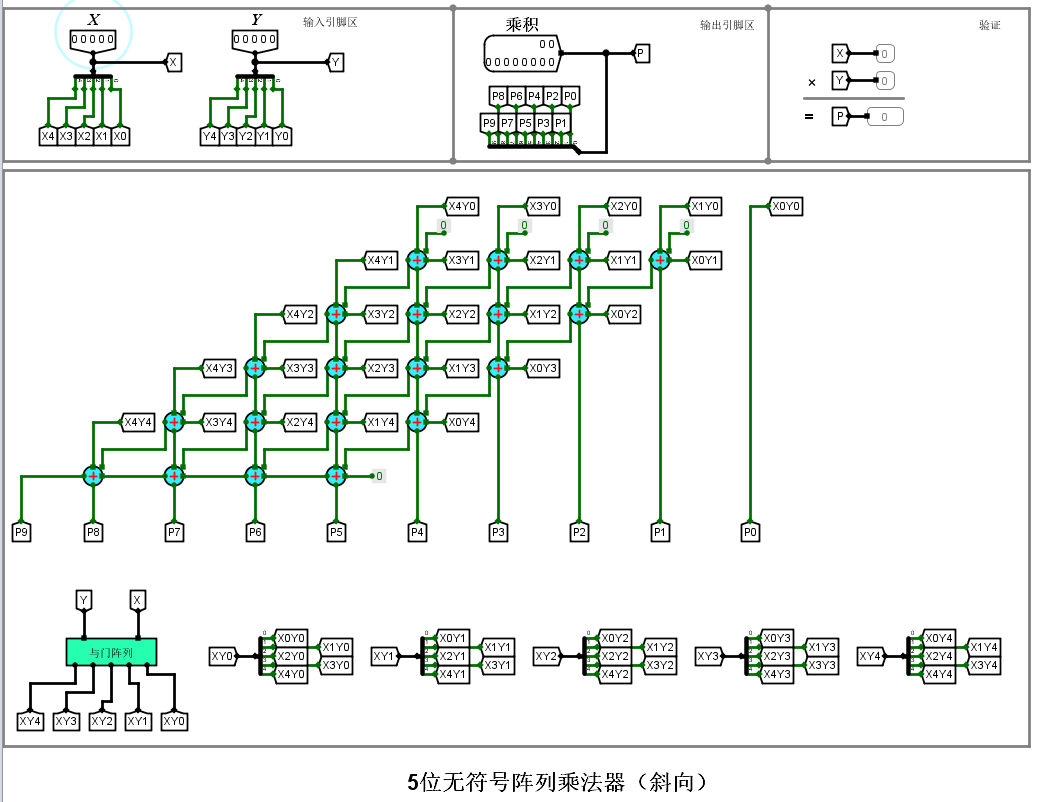 X Y 输入引脚区 乘积 输出引脚区 验证
00000 00000 00
00000000
X Y P
X 0
× Y 0
= P 0
P8 P6 P4 P2 P0
P9 P7 P5 P3 P1
X4 X3 X2 X1 X0 Y4 Y3 Y2 Y1 Y0
X4Y0 X3Y0 X2Y0 X1Y0 X0Y0
0 0 0 0
X4Y1 X3Y1 X2Y1 X1Y1 X0Y1
X4Y2 X3Y2 X2Y2 X1Y2 X0Y2
X4Y3 X3Y3 X2Y3 X1Y3 X0Y3
X4Y4 X3Y4 X2Y4 X1Y4 X0Y4
0
P9 P8 P7 P6 P5 P4 P3 P2 P1 P0
Y X
与门阵列
XY4 XY3 XY2 XY1 XY0
XY0 X0Y0 X1Y0 X2Y0 X3Y0 X4Y0
XY1 X0Y1 X1Y1 X2Y1 X3Y1 X4Y1
XY2 X0Y2 X1Y2 X2Y2 X3Y2 X4Y2
XY3 X0Y3 X1Y3 X2Y3 X3Y3 X4Y3
XY4 X0Y4 X1Y4 X2Y4 X3Y4 X4Y4
5位无符号阵列乘法器（斜向）